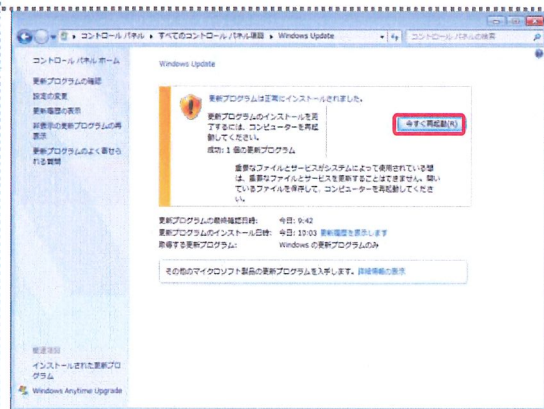 コントロール パネル ▸ すべてのコントロール パネル項目 ▸ Windows Update
コントロール パネルの検索
コントロール パネル ホーム
更新プログラムの確認
設定の変更
更新履歴の表示
非表示の更新プログラムの再
表示
更新プログラムのよく寄せら
れる質問
Windows Update
更新プログラムは正常にインストールされました。
更新プログラムのインストールを完
了するには、コンピューターを再起
動してください。
今すぐ再起動(R)
成功: 1 個の更新プログラム
重要なファイルとサービスがシステムによって使用されている間
は、重要なファイルとサービスを更新することはできません。開い
ているファイルを保存して、コンピューターを再起動してくださ
い。
更新プログラムの最終確認日時: 今日: 9:42
更新プログラムのインストール日時: 今日: 10:03 更新履歴を表示します
取得する更新プログラム: Windows の更新プログラムのみ
その他のマイクロソフト製品の更新プログラムを入手します。 詳細情報の表示
関連項目
インストールされた更新プロ
グラム
Windows Anytime Upgrade